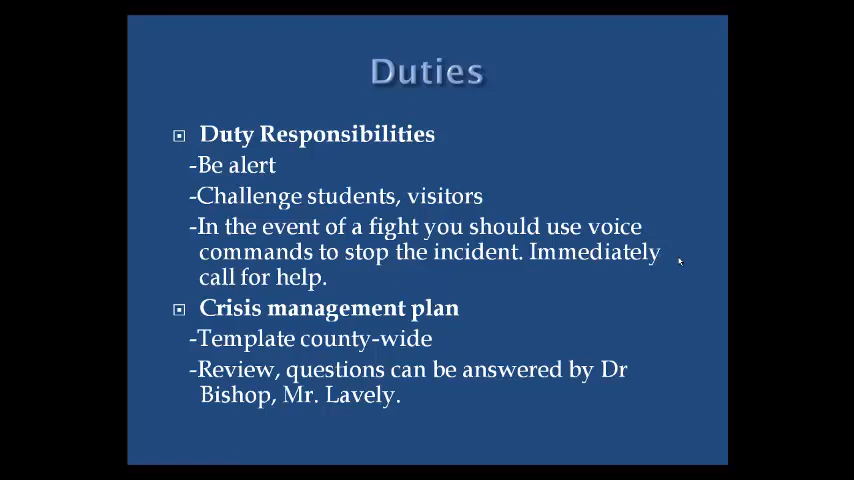 Duties
Duty Responsibilities
-Be alert
-Challenge students, visitors
-In the event of a fight you should use voice
commands to stop the incident. Immediately
call for help.
Crisis management plan
-Template county-wide
-Review, questions can be answered by Dr
Bishop, Mr. Lavely.